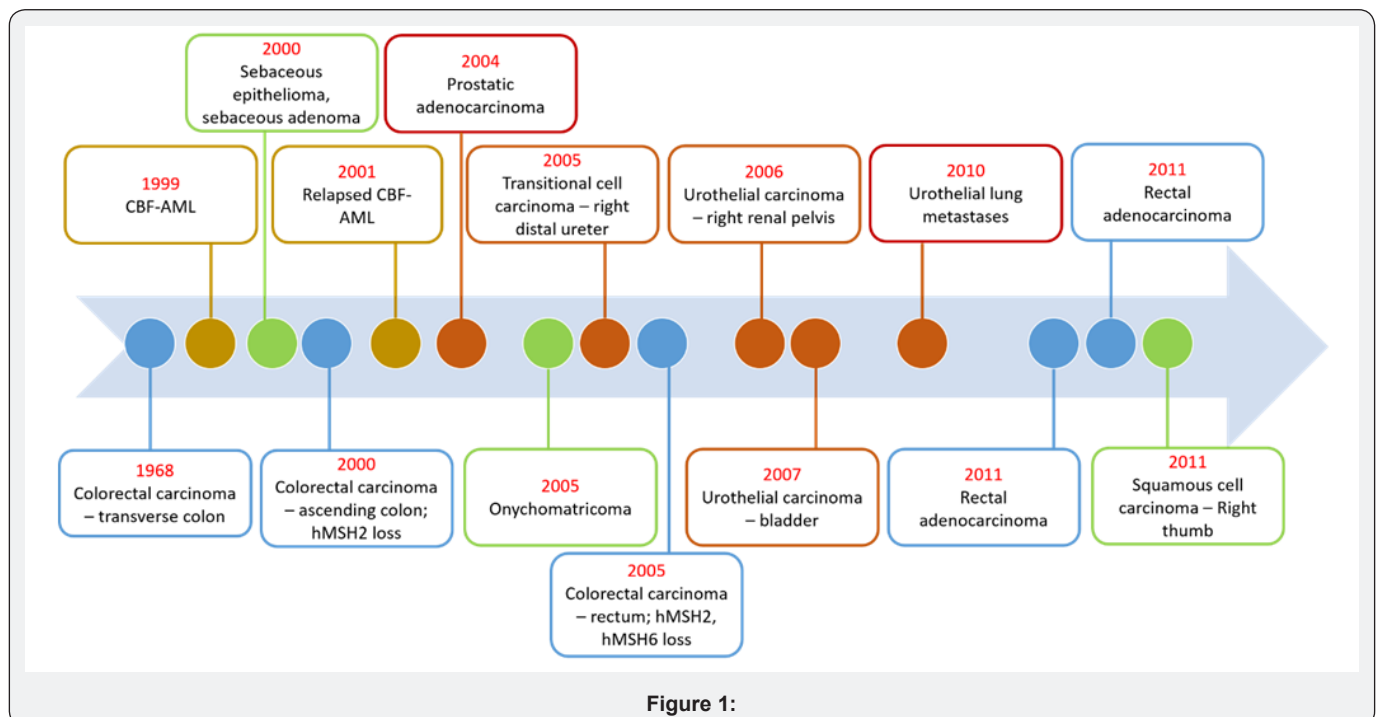 2000
Sebaceous
epithelioma,
sebaceous adenoma
2004
Prostatic
adenocarcinoma
1999
CBF-AML
2001
Relapsed CBF-
AML
2005
Transitional cell
carcinoma – right
distal ureter
2006
Urothelial carcinoma
– right renal pelvis
2010
Urothelial lung
metastases
2011
Rectal
adenocarcinoma
1968
Colorectal carcinoma
– transverse colon
2000
Colorectal carcinoma
– ascending colon;
hMSH2 loss
2005
Onychomatricoma
2005
Colorectal carcinoma
– rectum; hMSH2,
hMSH6 loss
2007
Urothelial carcinoma
– bladder
2011
Rectal
adenocarcinoma
2011
Squamous cell
carcinoma – Right
thumb
Figure 1: